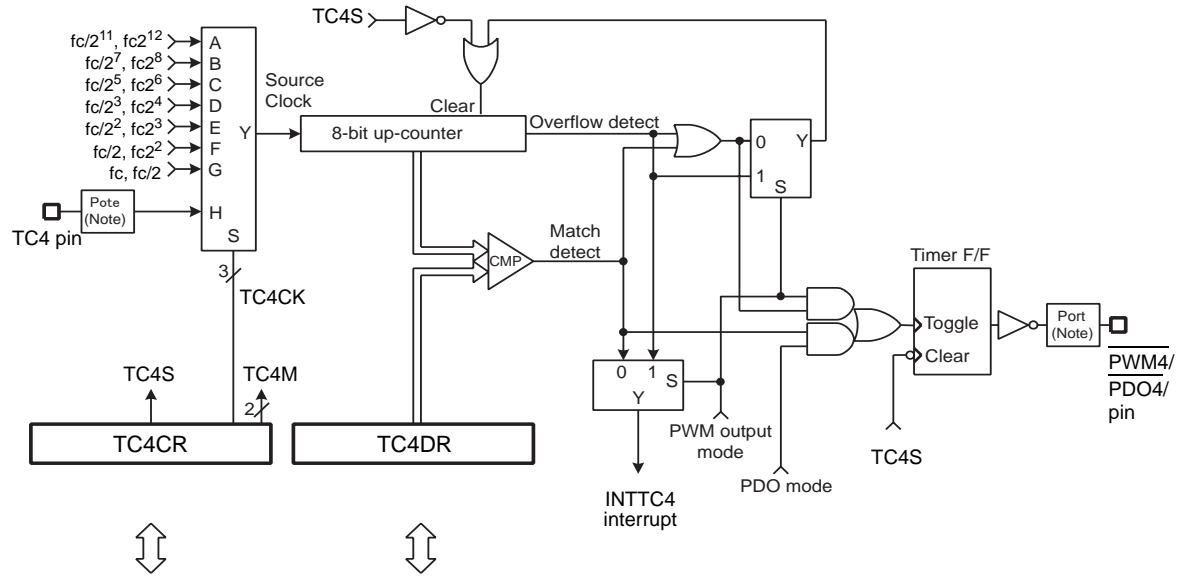 TC4S
fc/2¹¹, fc2¹²
fc/2⁷, fc2⁸
fc/2⁵, fc2⁶
fc/2³, fc2⁴
fc/2², fc2³
fc/2, fc2²
fc, fc/2
A
B
C
D
E
F
G
H
Y
S
Source
Clock
Clear
8-bit up-counter
Overflow detect
0
1
Y
S
Pote
(Note)
TC4 pin
3
TC4CK
CMP
Match
detect
Timer F/F
Toggle
Clear
Port
(Note)
PWM4/
PDO4/
pin
TC4S
TC4M
2
0 1
S
Y
PWM output
mode
PDO mode
TC4S
TC4CR
TC4DR
INTTC4
interrupt